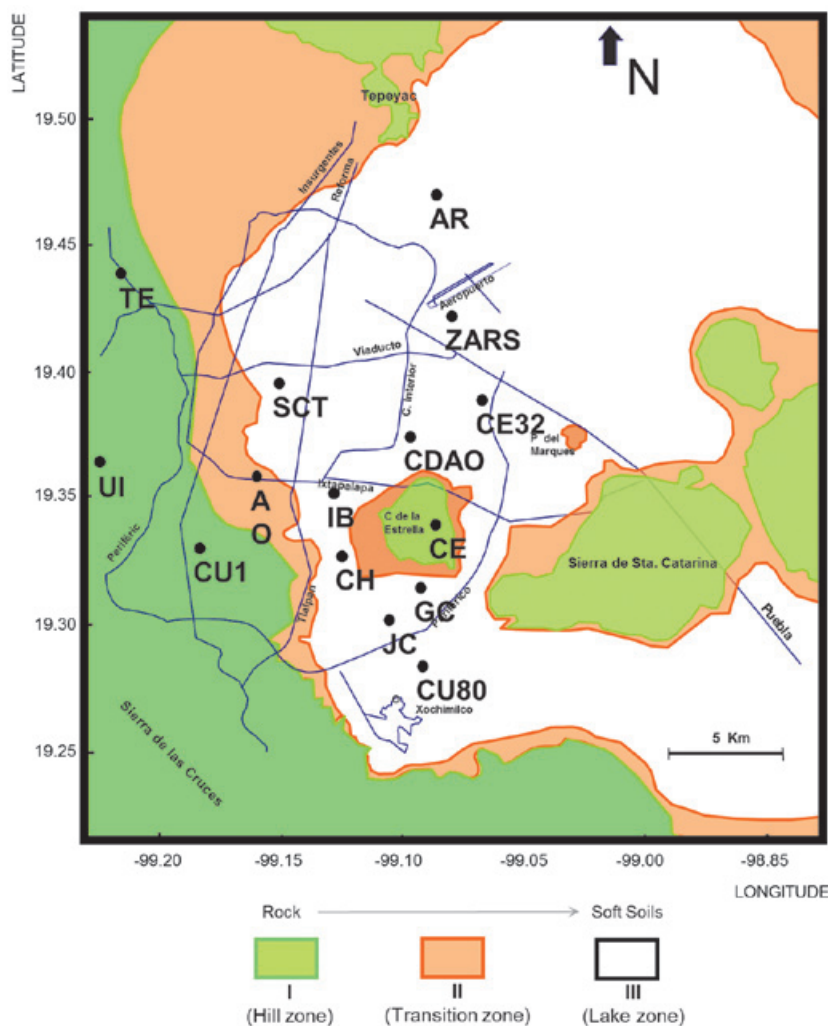 LATITUDE
N
Tepeyac
19.50
Insurgentes
Reforma
AR
19.45
TE
Aeropuerto
ZARS
Viaducto
19.40
SCT
C. Interior
CE32
P. del
Marques
CDAO
UI
19.35
A
O
Ixtapalapa
IB
C de la
Estrella
CE
Periféric
CU1
CH
Sierra de Sta. Catarina
Tlalpan
GC
Periférico
19.30
JC
Puebla
CU80
Xochimilco
Sierra de las Cruces
19.25
5 Km
-99.20
-99.15
-99.10
-99.05
-99.00
-98.85
LONGITUDE
Rock
Soft Soils
I
II
III
(Hill zone)
(Transition zone)
(Lake zone)